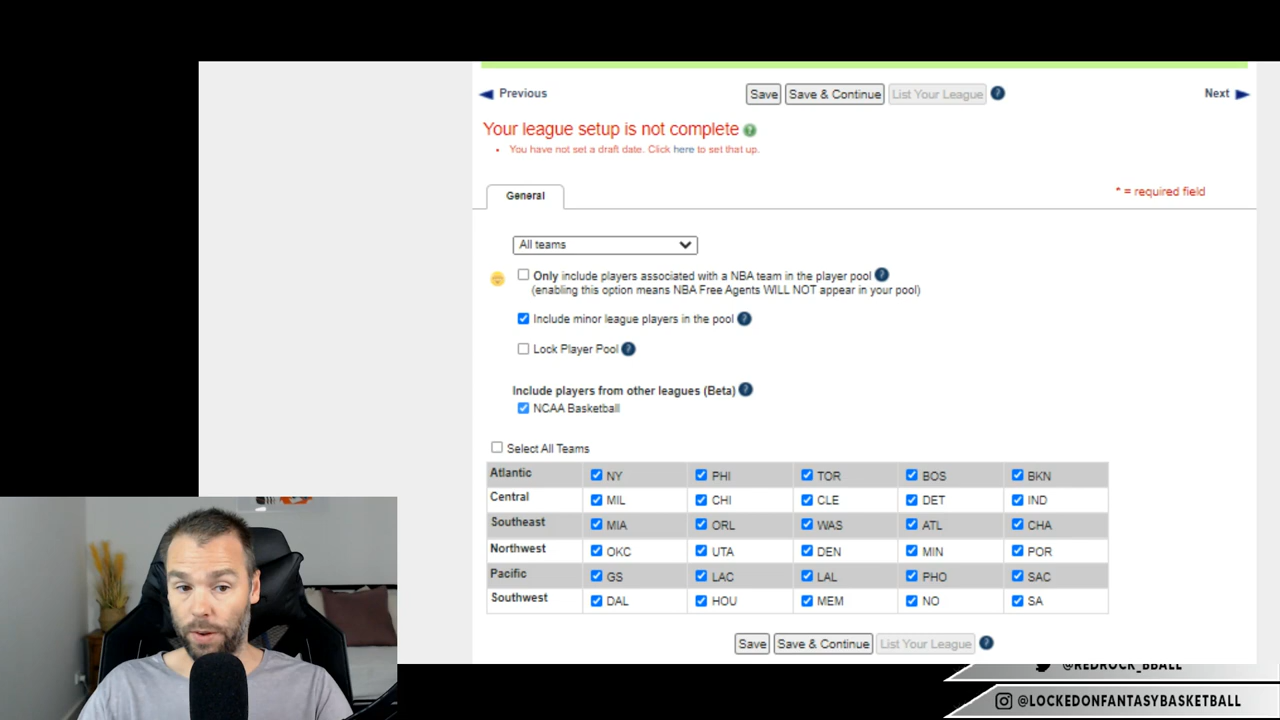 Previous
Save
Save & Continue
List Your League
?
Next
Your league setup is not complete ?
• You have not set a draft date. Click here to set that up.
General
* = required field
All teams
Only include players associated with a NBA team in the player pool ?
(enabling this option means NBA Free Agents WILL NOT appear in your pool)
Include minor league players in the pool ?
Lock Player Pool ?
Include players from other leagues (Beta) ?
NCAA Basketball
Select All Teams
Atlantic NY PHI TOR BOS BKN
Central MIL CHI CLE DET IND
Southeast MIA ORL WAS ATL CHA
Northwest OKC UTA DEN MIN POR
Pacific GS LAC LAL PHO SAC
Southwest DAL HOU MEM NO SA
Save
Save & Continue
List Your League
?
@REDROCK_BBALL
@LOCKEDONFANTASYBASKETBALL